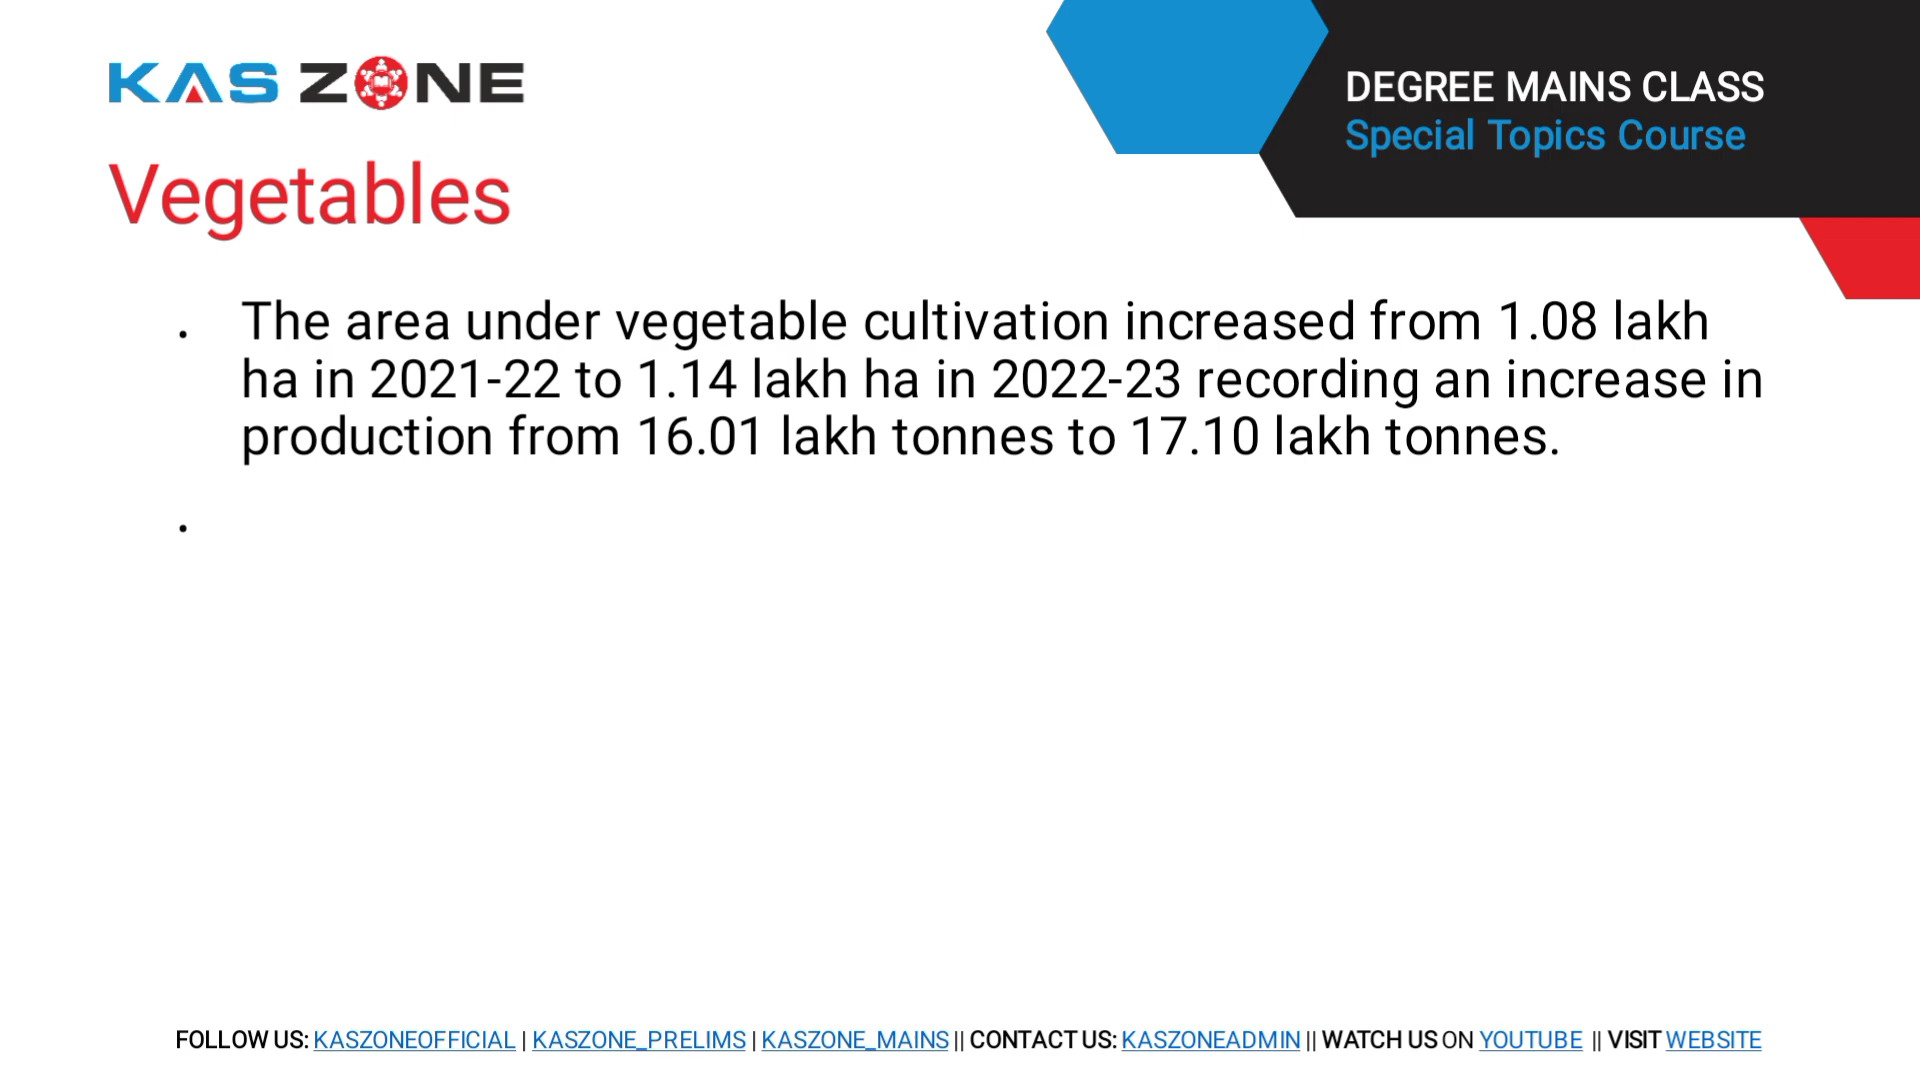 KAS ZONE
DEGREE MAINS CLASS
Special Topics Course
Vegetables
. The area under vegetable cultivation increased from 1.08 lakh
ha in 2021-22 to 1.14 lakh ha in 2022-23 recording an increase in
production from 16.01 lakh tonnes to 17.10 lakh tonnes.
.
FOLLOW US: KASZONEOFFICIAL | KASZONE_PRELIMS | KASZONE_MAINS || CONTACT US: KASZONEADMIN || WATCH US ON YOUTUBE || VISIT WEBSITE